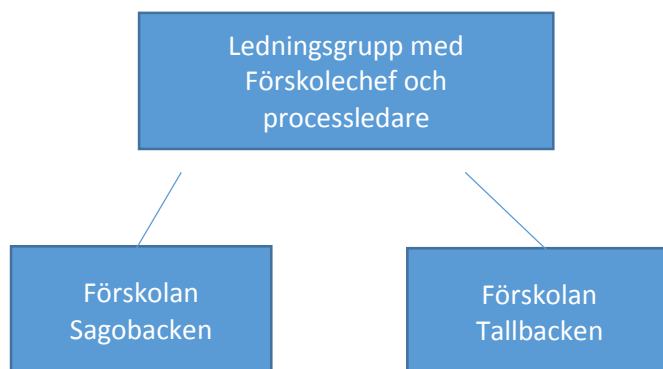 Ledningsgrupp med
Förskolechef och
processledare
Förskolan
Sagobacken
Förskolan
Tallbacken